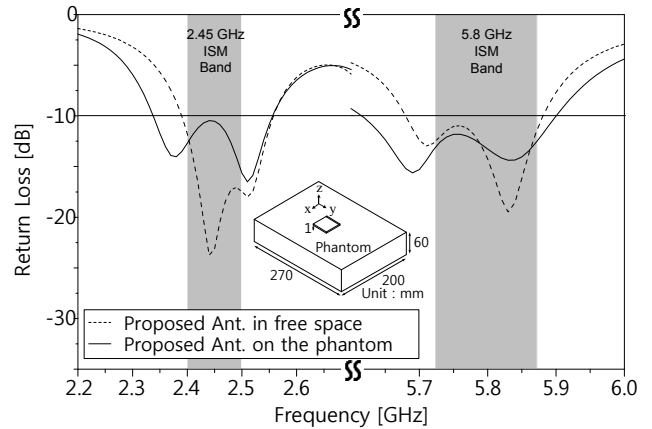 0
-10
-20
-30
Return Loss [dB]
2.45 GHz
ISM
Band
5.8 GHz
ISM
Band
z
x
y
1
Phantom
60
270
200
Unit : mm
Proposed Ant. in free space
Proposed Ant. on the phantom
2.2
2.3
2.4
2.5
2.6
5.7
5.8
5.9
6.0
Frequency [GHz]